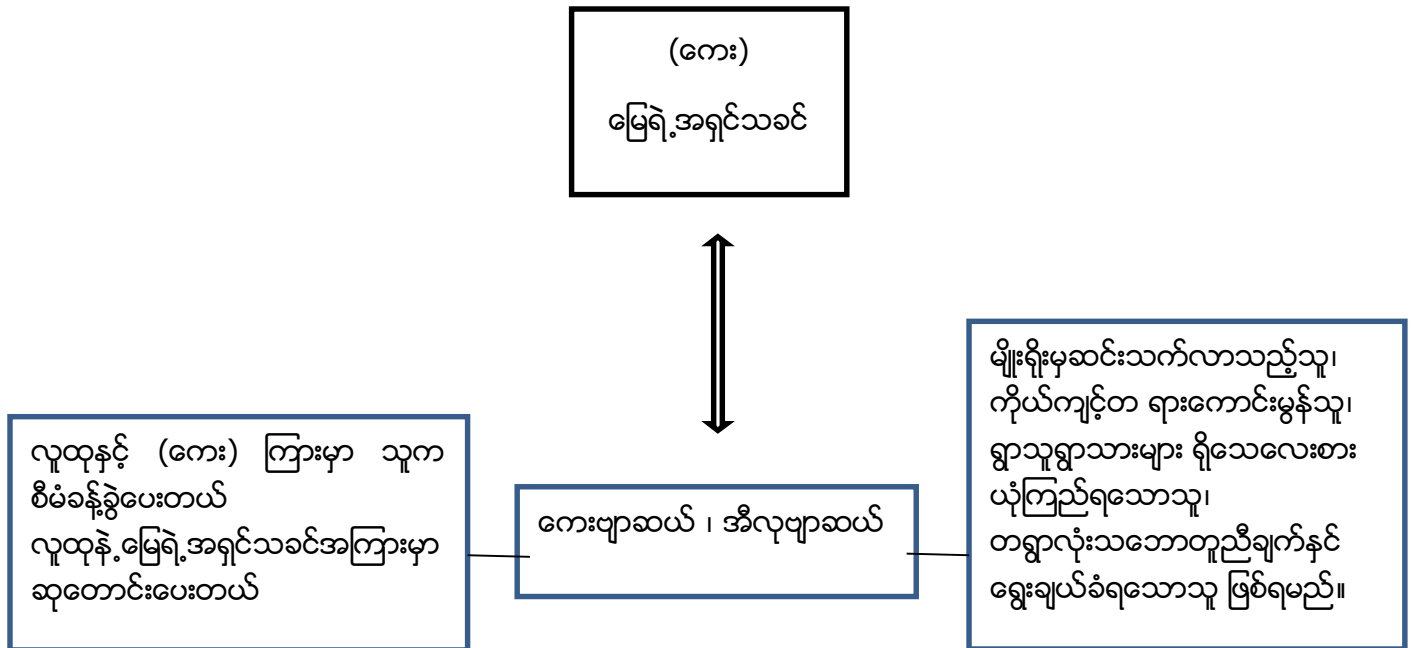 (ကေး)
မြေရဲ့အရှင်သခင်
မျိုးရိုးမှဆင်းသက်လာသည့်သူ၊
ကိုယ်ကျင့်တ ရားကောင်းမွန်သူ၊
ရွာသူရွာသားများ ရိုသေလေးစား
ယုံကြည်ရသောသူ၊
တရွာလုံးသဘောတူညီချက်နှင်
ရွေးချယ်ခံရသောသူ ဖြစ်ရမည်။
လူထုနှင့် (ကေး) ကြားမှာ သူက
စီမံခန့်ခွဲပေးတယ်
လူထုနဲ့မြေရဲ့အရှင်သခင်အကြားမှာ
ဆုတောင်းပေးတယ်
ကေးဗျာဆယ် ၊ အီလုဗျာဆယ်